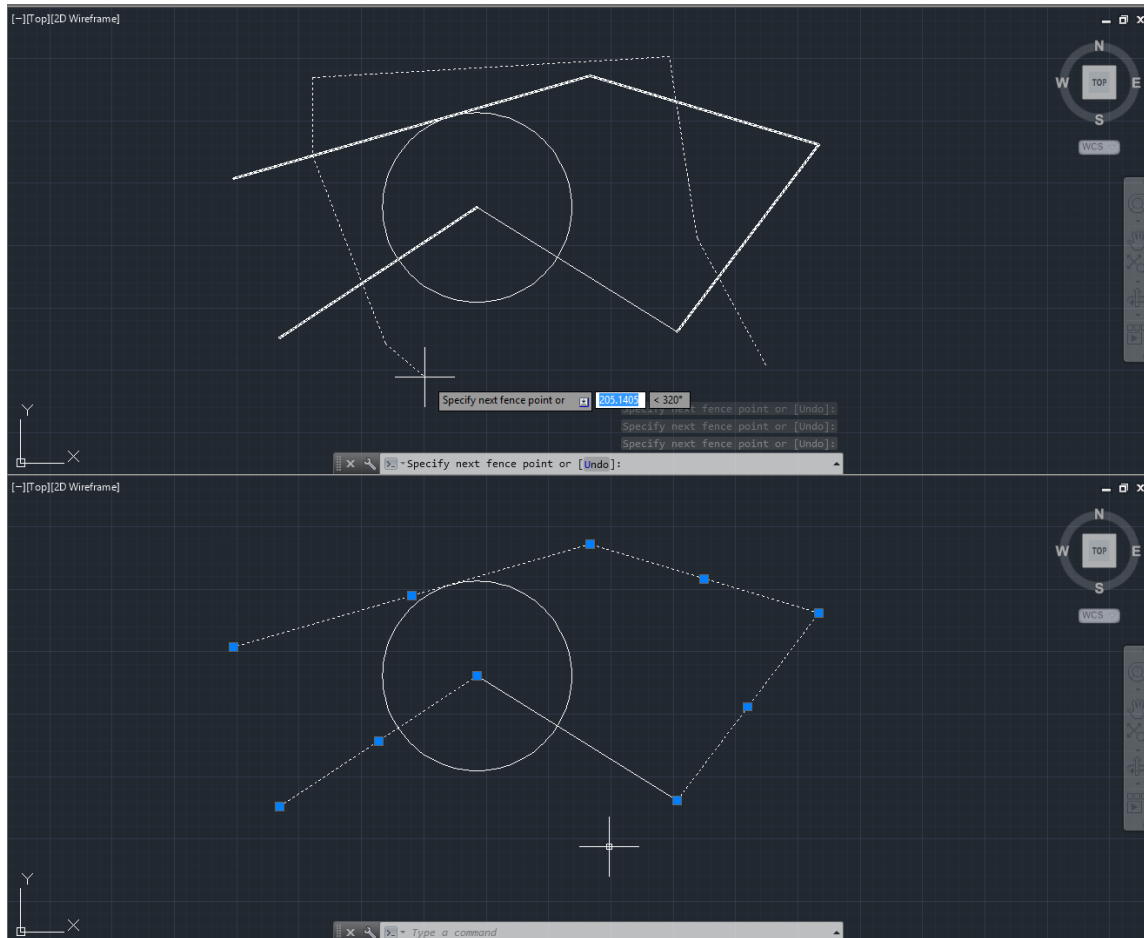 [−][Top][2D Wireframe]
N
W TOP E
S
WCS
Specify next fence point or 205.1405 < 320°
Specify next fence point or [Undo]:
Specify next fence point or [Undo]:
Specify next fence point or [Undo]:
Y
X
Specify next fence point or [Undo]:
[−][Top][2D Wireframe]
N
W TOP E
S
WCS
Y
X
Type a command